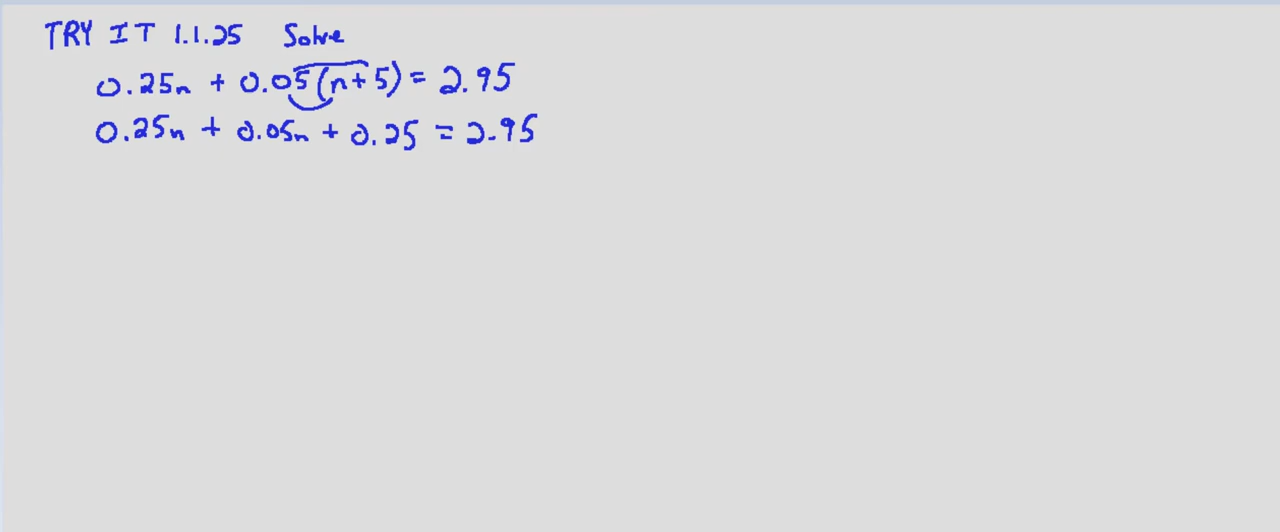 TRY IT 1.1.25 Solve
0.25n + 0.05(n+5) = 2.95
0.25n + 0.05n + 0.25 = 2.95